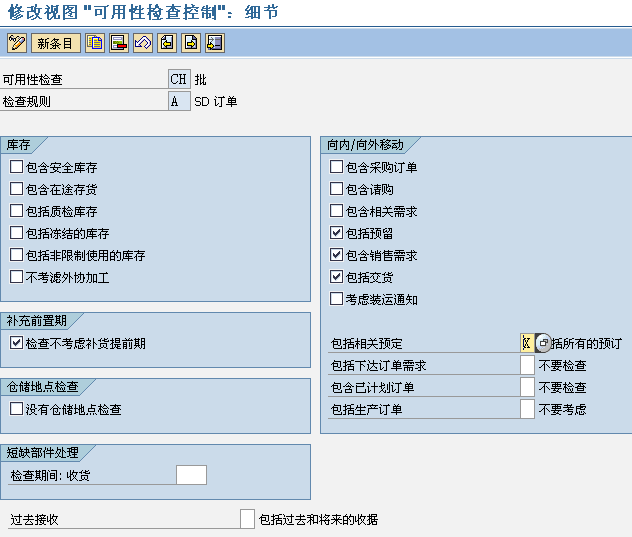 修改视图 "可用性检查控制"：细节
新条目
可用性检查 CH 批
检查规则 A SD 订单
库存
包含安全库存
包含在途存货
包括质检库存
包括冻结的库存
包括非限制使用的库存
不考滤外协加工
补充前置期
检查不考虑补货提前期
仓储地点检查
没有仓储地点检查
短缺部件处理
检查期间: 收货
向内/向外移动
包含采购订单
包含请购
包含相关需求
包括预留
包含销售需求
包括交货
考虑装运通知
包括相关预定 括所有的预订
包括下达订单需求 不要检查
包含已计划订单 不要检查
包括生产订单 不要考虑
过去接收 包括过去和将来的收据